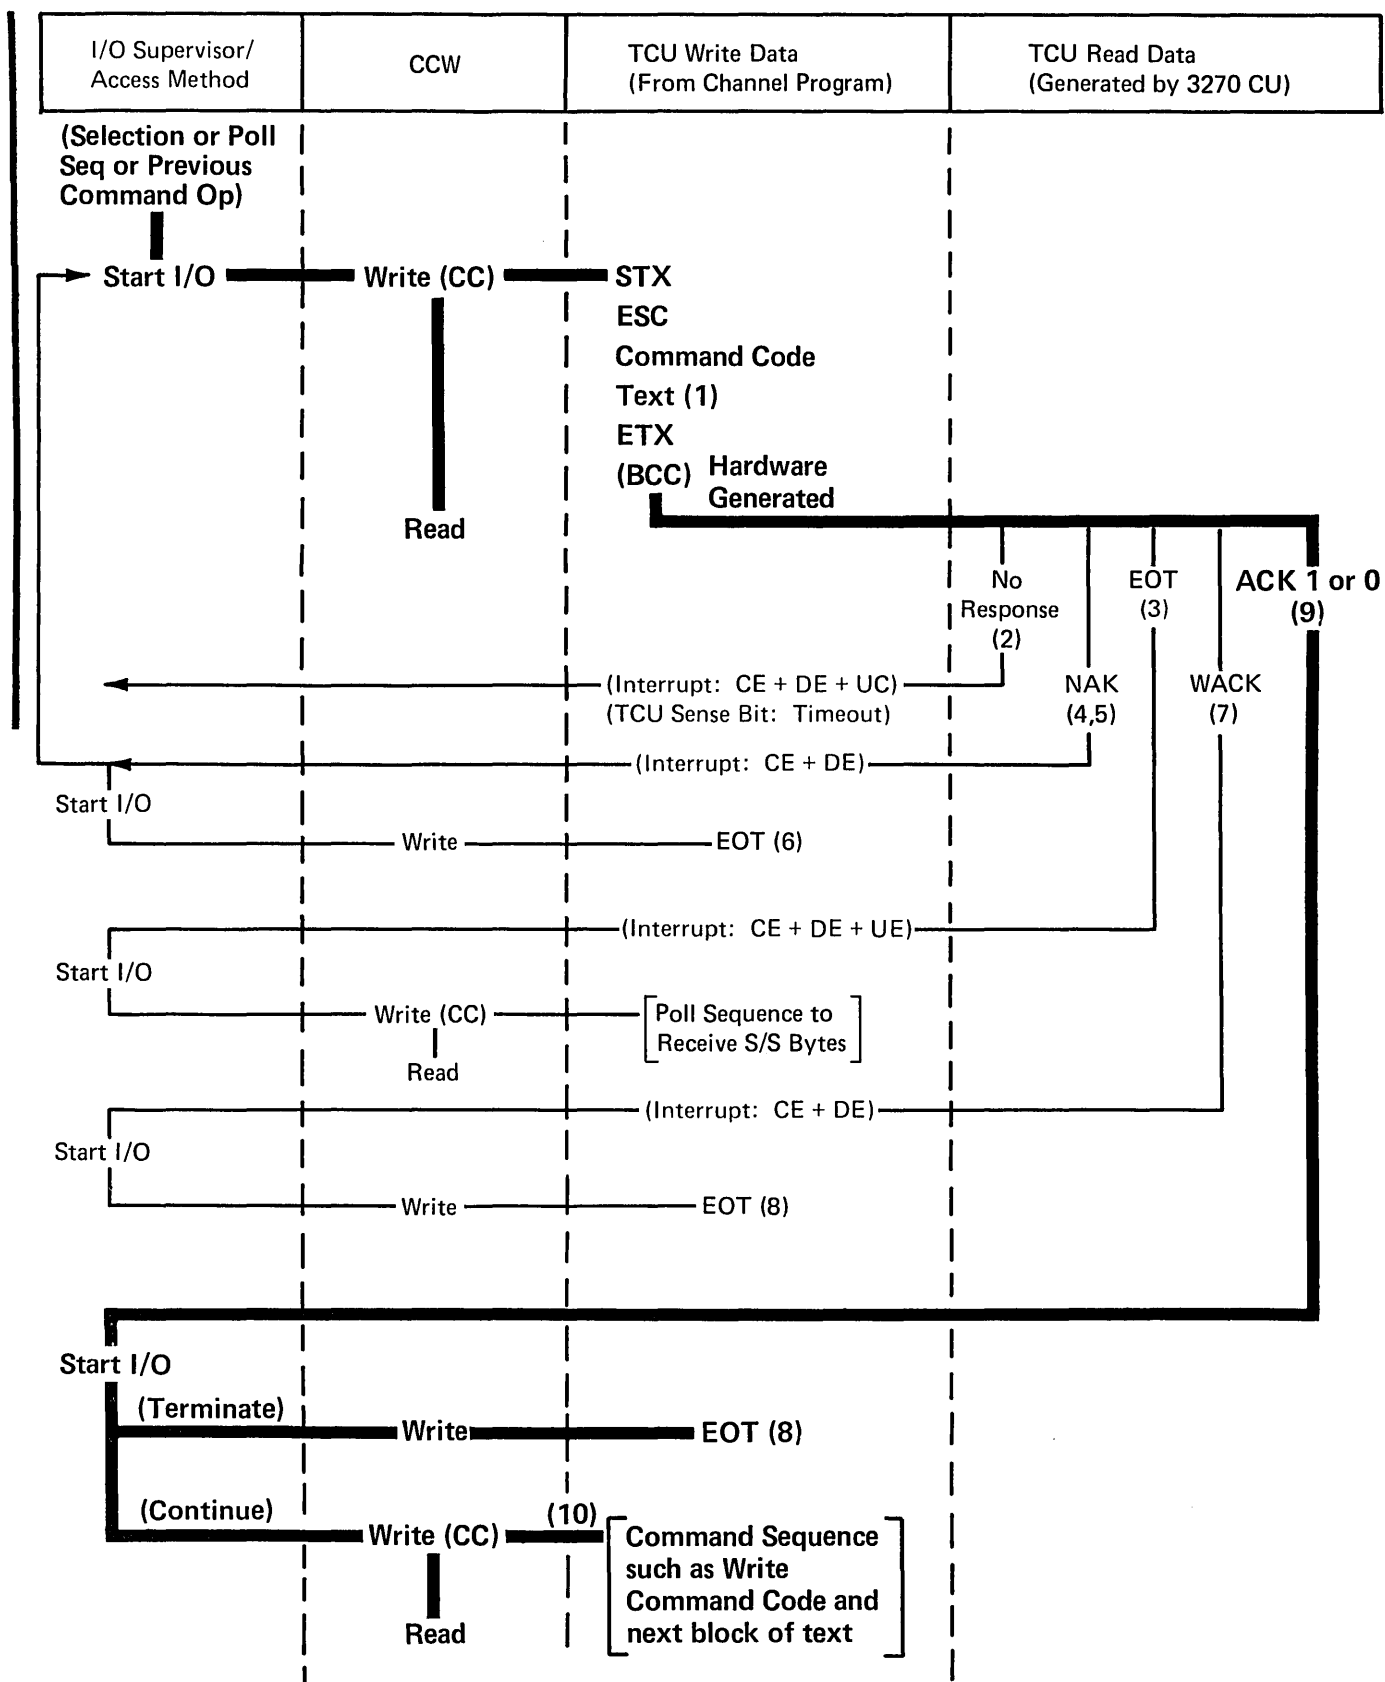 I/O Supervisor/
Access Method
CCW
TCU Write Data
(From Channel Program)
TCU Read Data
(Generated by 3270 CU)
(Selection or Poll
Seq or Previous
Command Op)
Start I/O
Write (CC)
STX
ESC
Command Code
Text (1)
ETX
(BCC)
Hardware
Generated
Read
No
Response
(2)
EOT
(3)
ACK 1 or 0
(9)
(Interrupt: CE + DE + UC)
(TCU Sense Bit: Timeout)
NAK
(4,5)
WACK
(7)
(Interrupt: CE + DE)
Start I/O
Write
EOT (6)
(Interrupt: CE + DE + UE)
Start I/O
Write (CC)
Poll Sequence to
Receive S/S Bytes
Read
(Interrupt: CE + DE)
Start I/O
Write
EOT (8)
Start I/O
(Terminate)
Write
EOT (8)
(Continue)
Write (CC)
(10)
Command Sequence
such as Write
Command Code and
next block of text
Read